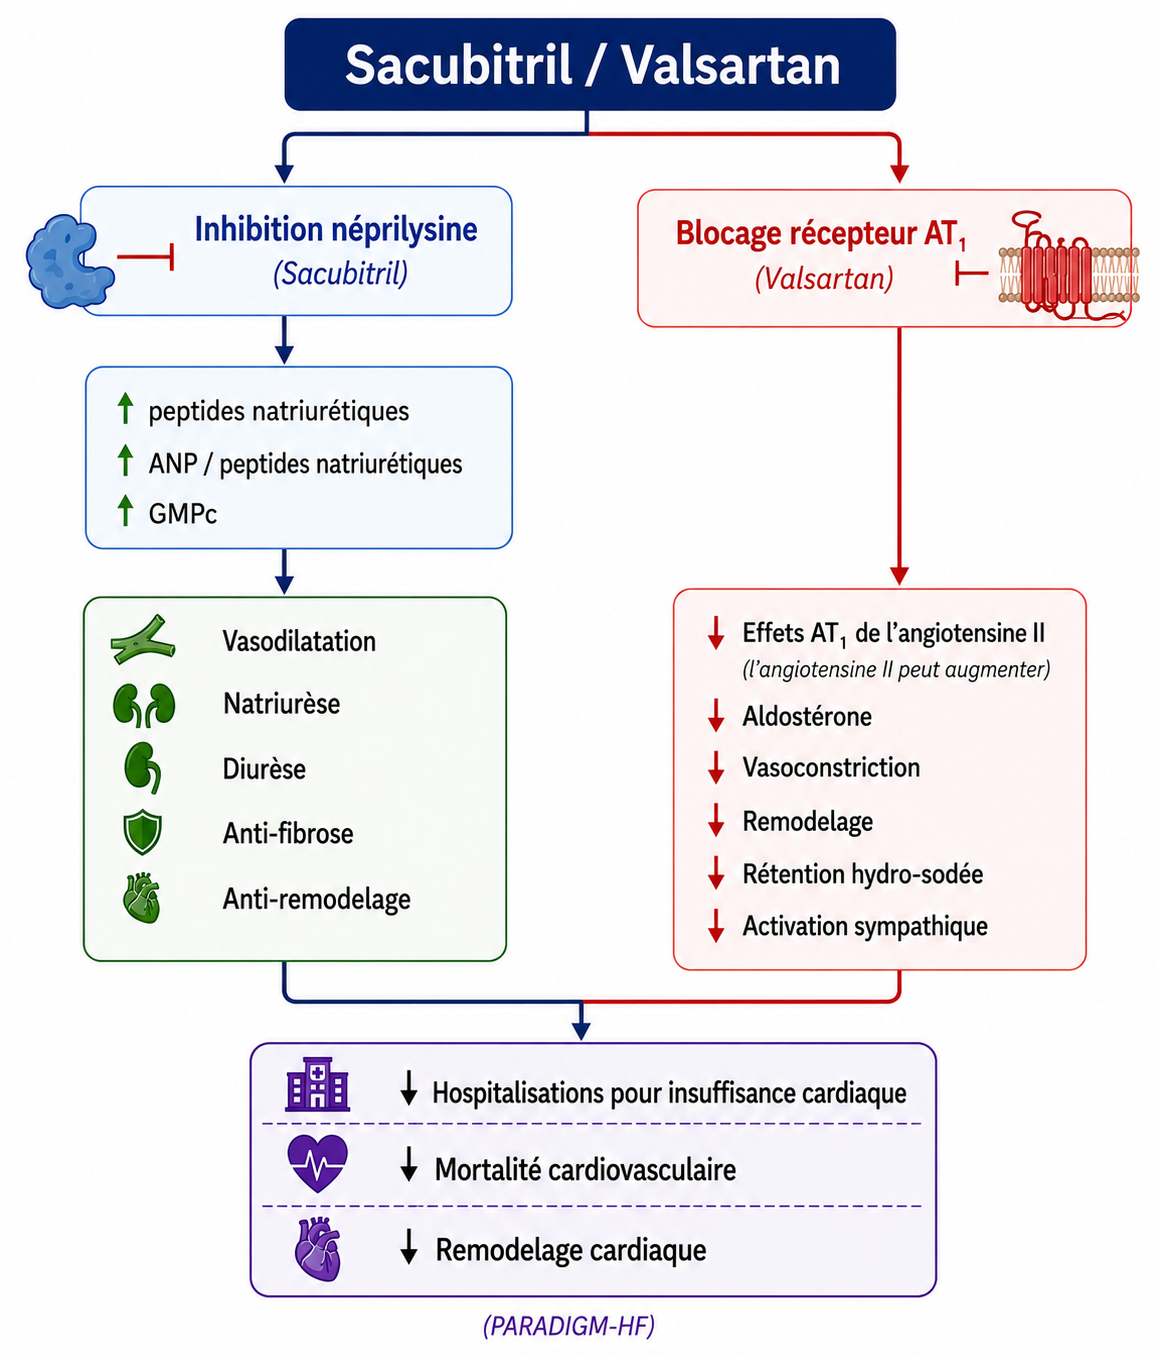 Sacubitril / Valsartan
Inhibition néprilysine
(Sacubitril)
Blocage récepteur AT₁
(Valsartan)
↑ peptides natriurétiques
↑ ANP / peptides natriurétiques
↑ GMPc
Vasodilatation
Natriurèse
Diurèse
Anti-fibrose
Anti-remodelage
↓ Effets AT₁ de l’angiotensine II
(l’angiotensine II peut augmenter)
↓ Aldostérone
↓ Vasoconstriction
↓ Remodelage
↓ Rétention hydro-sodée
↓ Activation sympathique
↓ Hospitalisations pour insuffisance cardiaque
↓ Mortalité cardiovasculaire
↓ Remodelage cardiaque
(PARADIGM-HF)